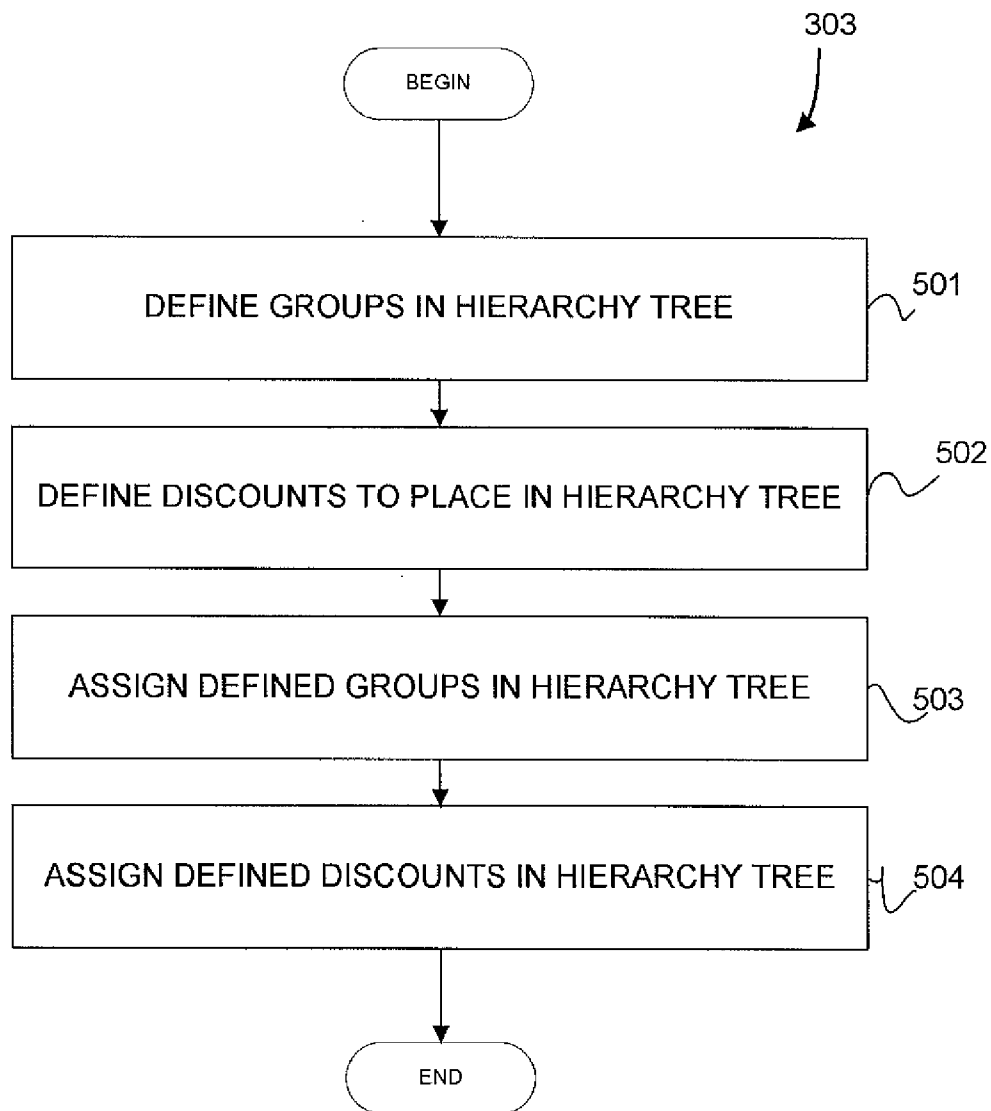 303
BEGIN
DEFINE GROUPS IN HIERARCHY TREE
501
DEFINE DISCOUNTS TO PLACE IN HIERARCHY TREE
502
ASSIGN DEFINED GROUPS IN HIERARCHY TREE
503
ASSIGN DEFINED DISCOUNTS IN HIERARCHY TREE
504
END